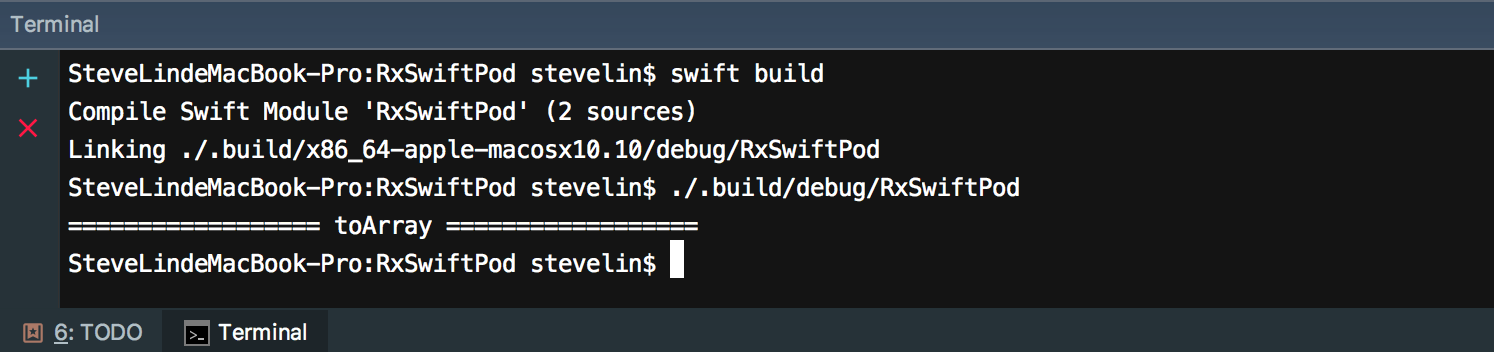 Terminal
SteveLindeMacBook-Pro:RxSwiftPod stevelin$ swift build
Compile Swift Module 'RxSwiftPod' (2 sources)
Linking ./.build/x86_64-apple-macosx10.10/debug/RxSwiftPod
SteveLindeMacBook-Pro:RxSwiftPod stevelin$ ./.build/debug/RxSwiftPod
================== toArray ==================
SteveLindeMacBook-Pro:RxSwiftPod stevelin$
6: TODO
Terminal